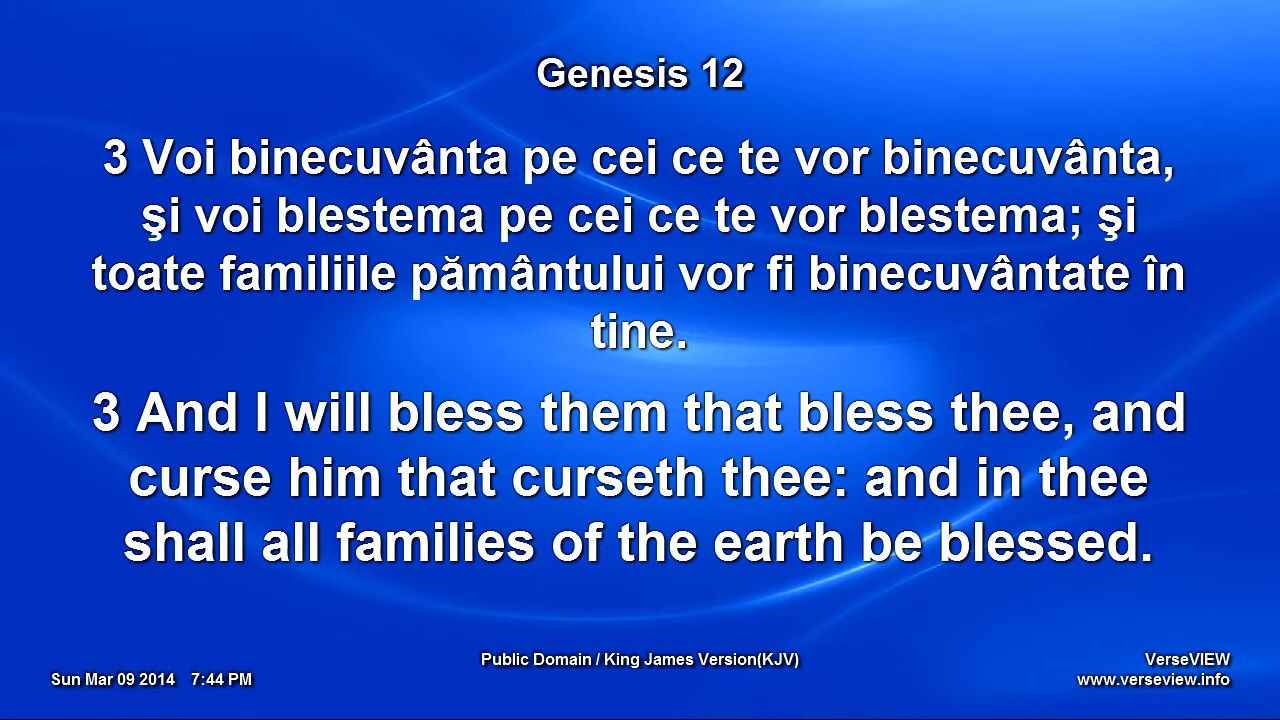 Genesis 12
3 Voi binecuvânta pe cei ce te vor binecuvânta,
şi voi blestema pe cei ce te vor blestema; şi
toate familiile pământului vor fi binecuvântate în
tine.
3 And I will bless them that bless thee, and
curse him that curseth thee: and in thee
shall all families of the earth be blessed.
Public Domain / King James Version(KJV)
VerseVIEW
Sun Mar 09 2014 7:44 PM
www.verseview.info